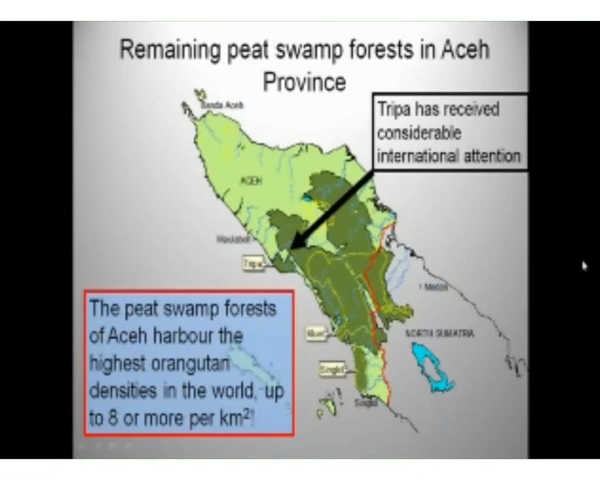 Remaining peat swamp forests in Aceh
Province
Tripa has received
considerable
international attention
Banda Aceh
ACEH
Meulaboh
Tripa
Medan
NORTH SUMATRA
Kluet
Singkil
Singkil
The peat swamp forests
of Aceh harbour the
highest orangutan
densities in the world, up
to 8 or more per km²!